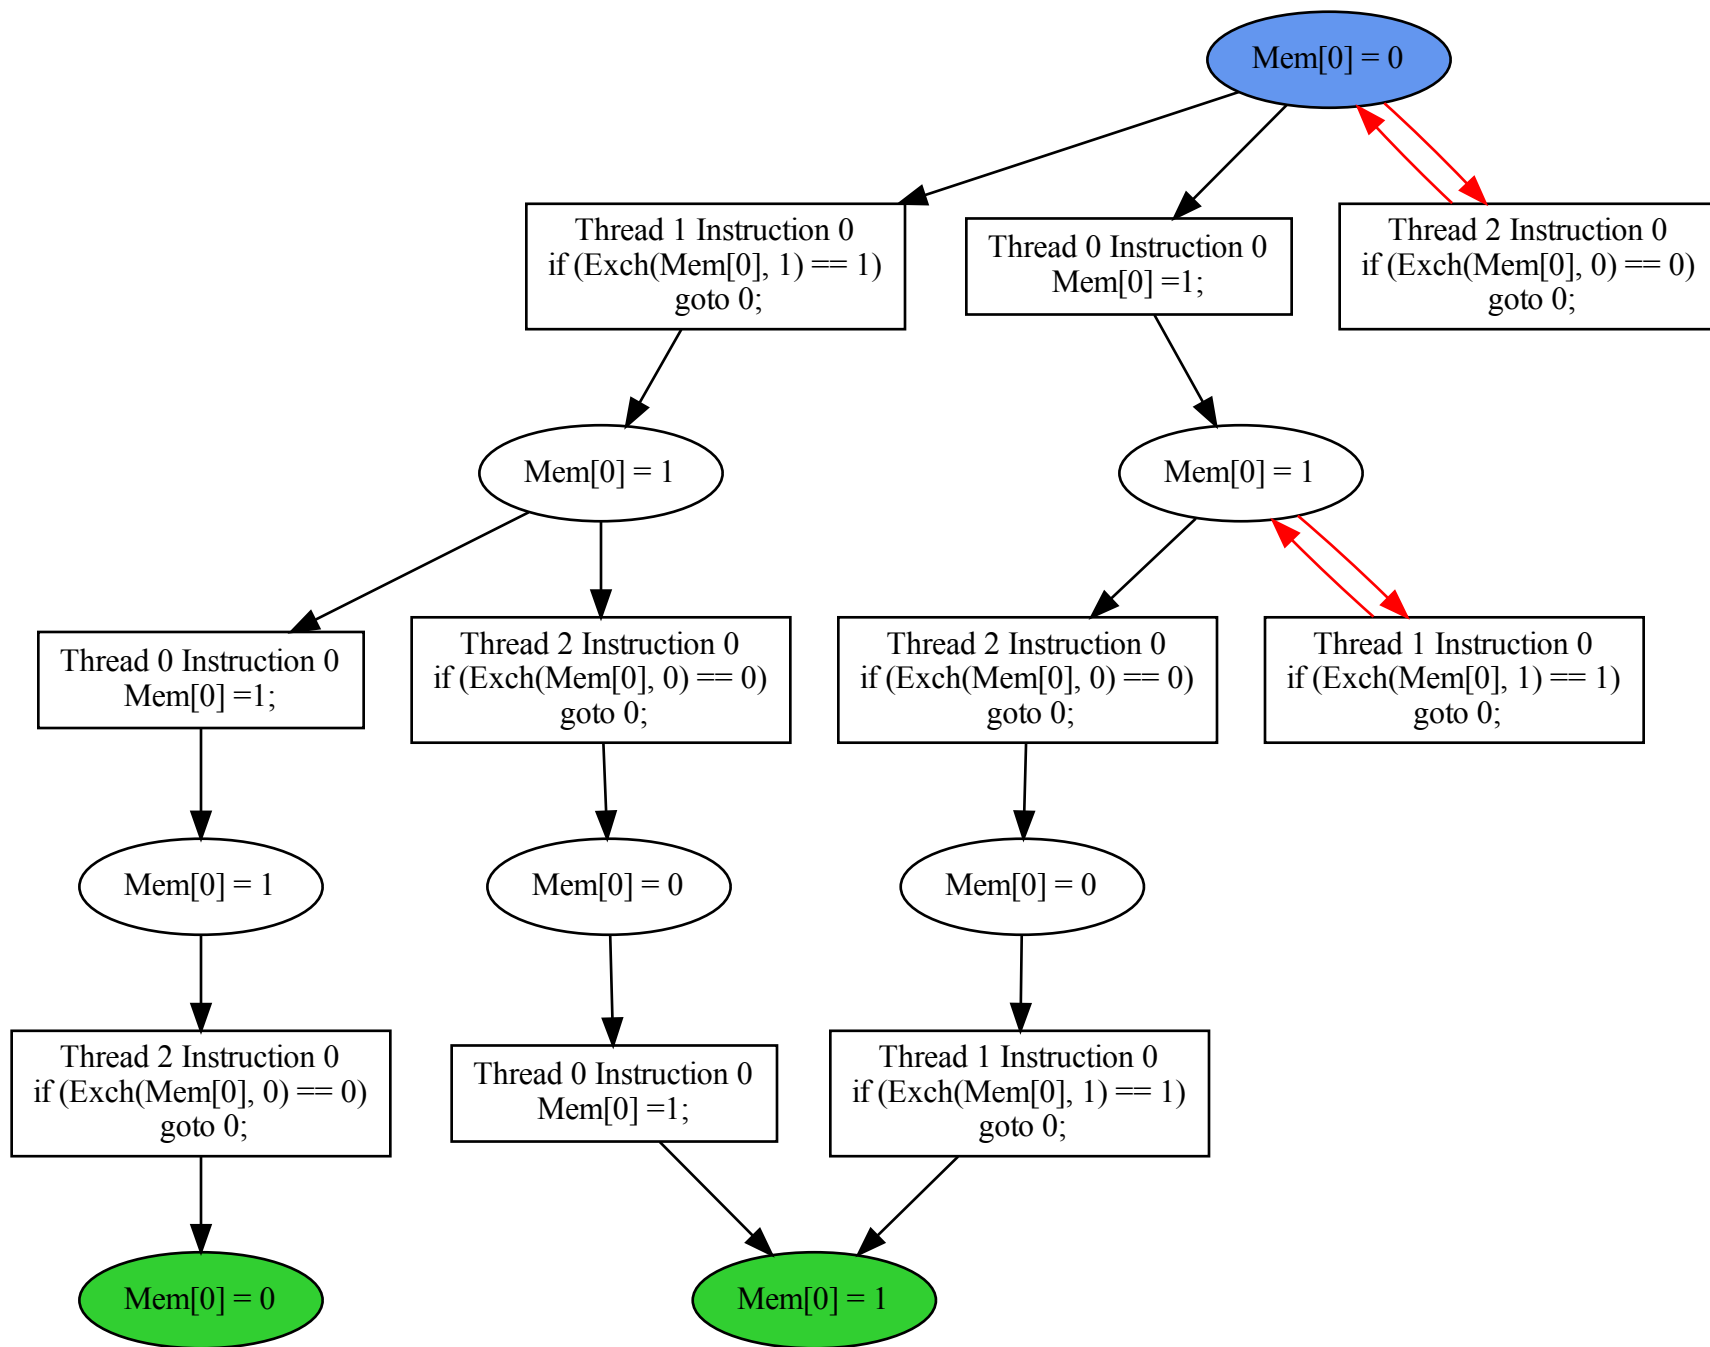 Mem[0] = 0
Thread 1 Instruction 0
if (Exch(Mem[0], 1) == 1)
goto 0;
Thread 0 Instruction 0
Mem[0] =1;
Thread 2 Instruction 0
if (Exch(Mem[0], 0) == 0)
goto 0;
Mem[0] = 1
Mem[0] = 1
Thread 0 Instruction 0
Mem[0] =1;
Thread 2 Instruction 0
if (Exch(Mem[0], 0) == 0)
goto 0;
Thread 2 Instruction 0
if (Exch(Mem[0], 0) == 0)
goto 0;
Thread 1 Instruction 0
if (Exch(Mem[0], 1) == 1)
goto 0;
Mem[0] = 1
Mem[0] = 0
Mem[0] = 0
Thread 2 Instruction 0
if (Exch(Mem[0], 0) == 0)
goto 0;
Thread 0 Instruction 0
Mem[0] =1;
Thread 1 Instruction 0
if (Exch(Mem[0], 1) == 1)
goto 0;
Mem[0] = 0
Mem[0] = 1